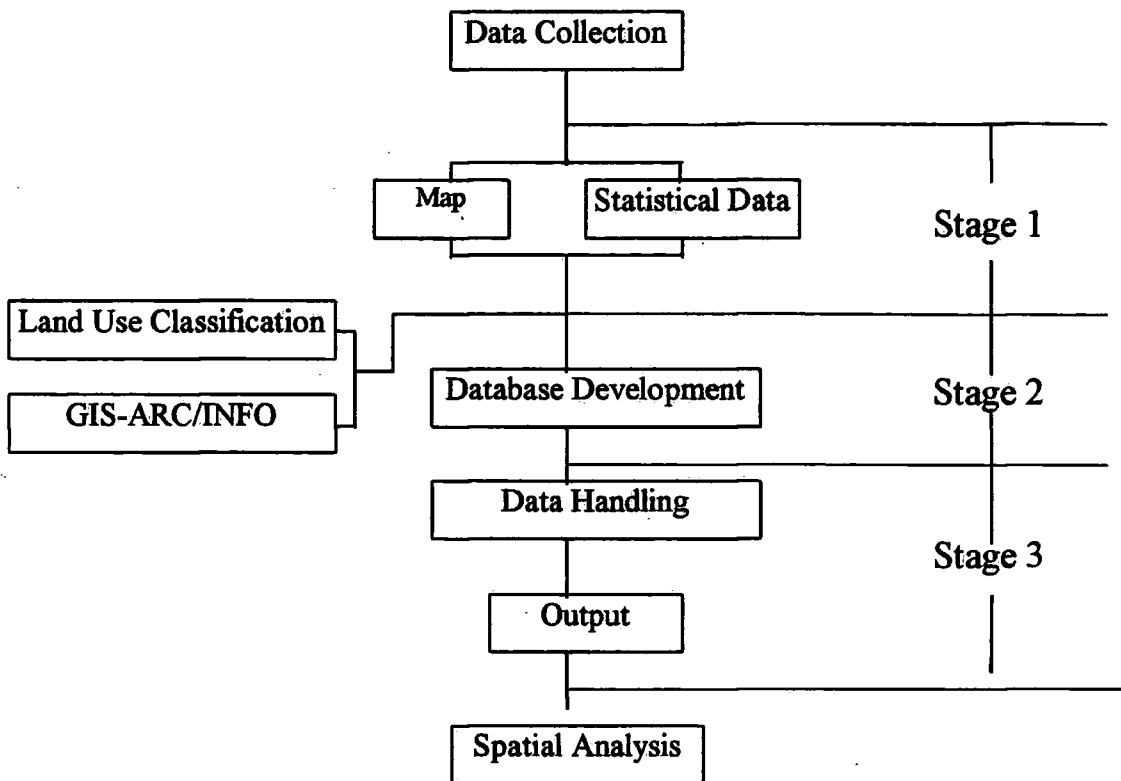 Data Collection
Map
Statistical Data
Stage 1
Land Use Classification
GIS-ARC/INFO
Database Development
Stage 2
Data Handling
Stage 3
Output
Spatial Analysis